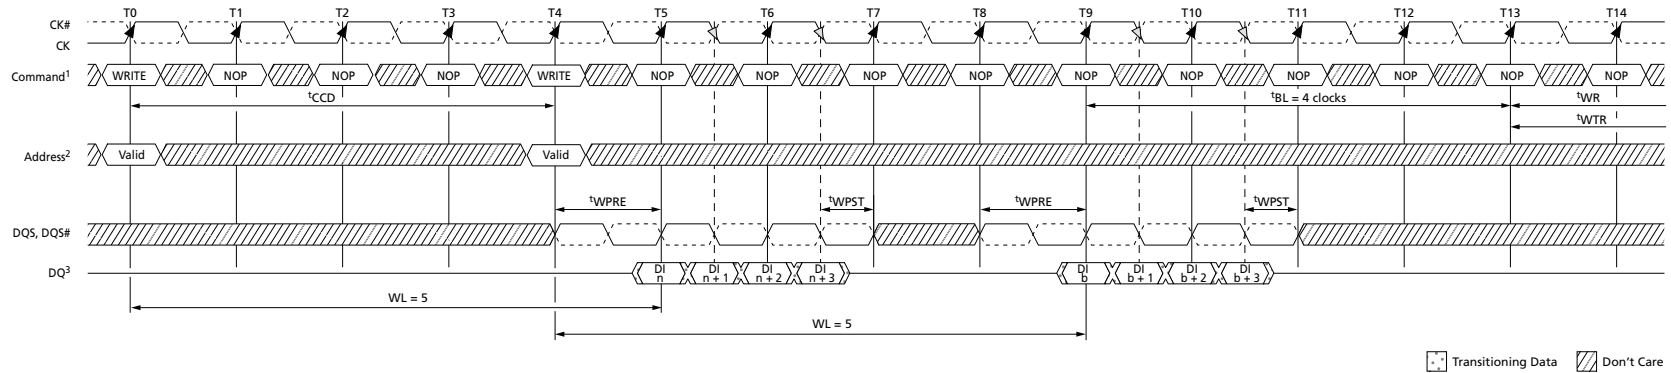 T0 T1 T2 T3 T4 T5 T6 T7 T8 T9 T10 T11 T12 T13 T14
CK#
CK
Command1 WRITE NOP NOP NOP WRITE NOP NOP NOP NOP NOP NOP NOP NOP NOP NOP
tCCD tBL = 4 clocks tWR
tWTR
Address2 Valid Valid
tWPRE tWPST tWPRE tWPST
DQS, DQS#
DQ3 DI n DI n + 1 DI n + 2 DI n + 3 DI b DI b + 1 DI b + 2 DI b + 3
WL = 5
WL = 5
Transitioning Data Don't Care